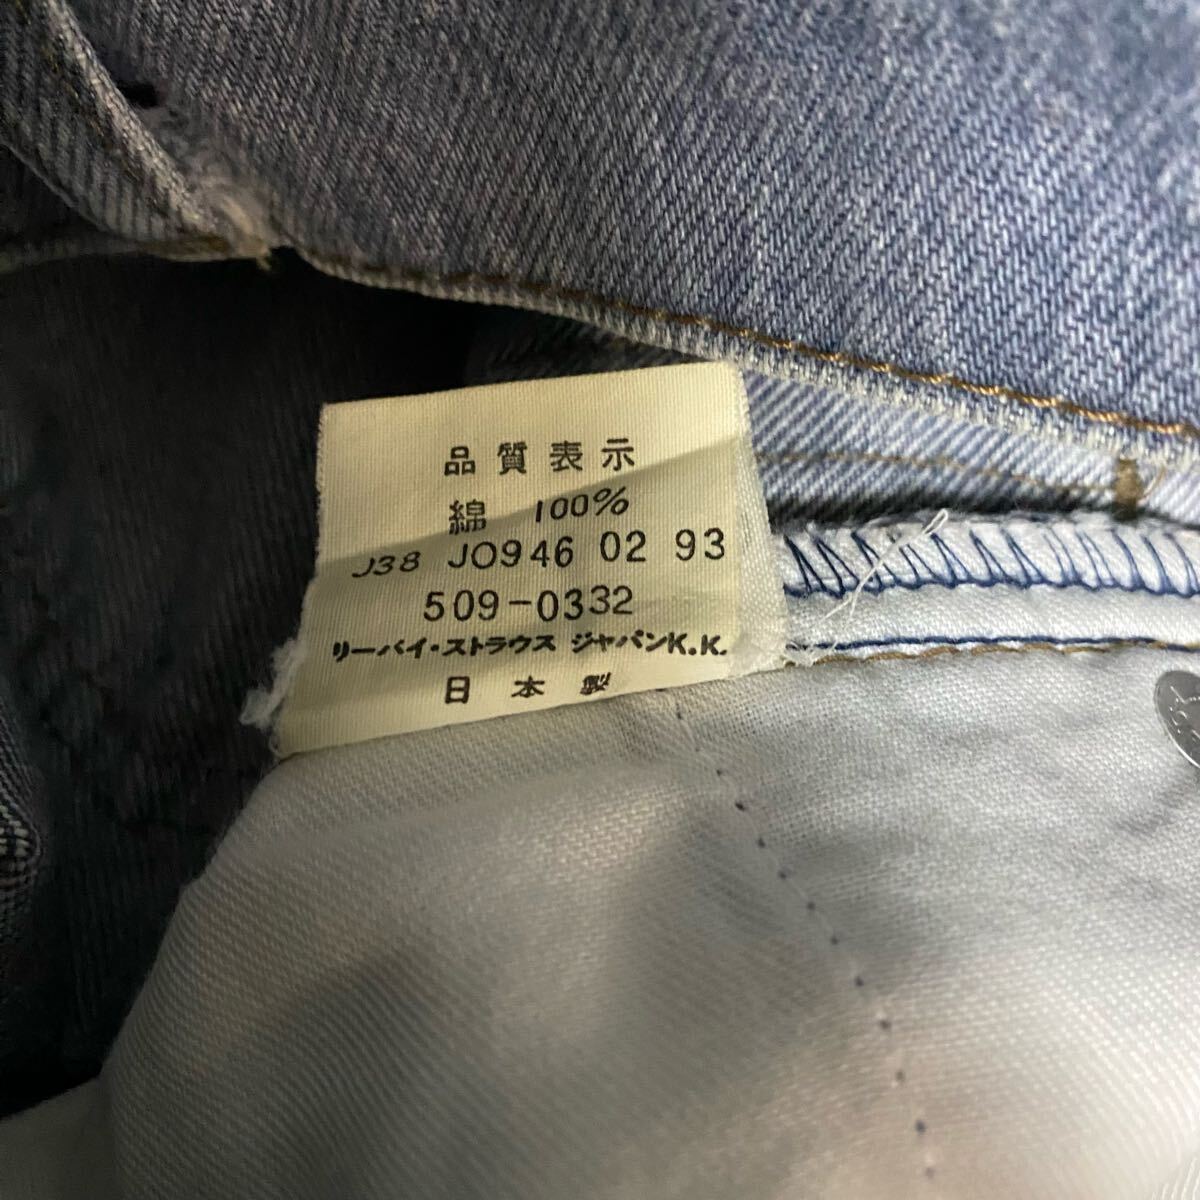 品質表示
綿 100%
J38 J0946 02 93
509-0332
リーバイ・ストラウス ジャパンK.K.
日本製